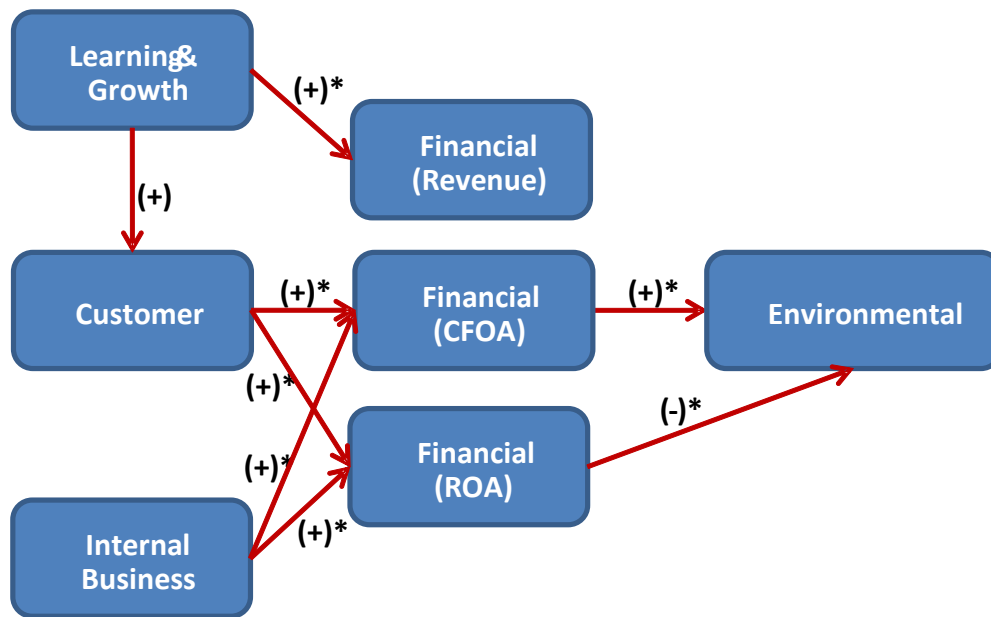 Learning&
Growth
(+)*
Financial
(Revenue)
(+)
Customer
(+)*
Financial
(CFOA)
(+)*
Environmental
(+)*
(-)*
Financial
(ROA)
(+)*
(+)*
Internal
Business